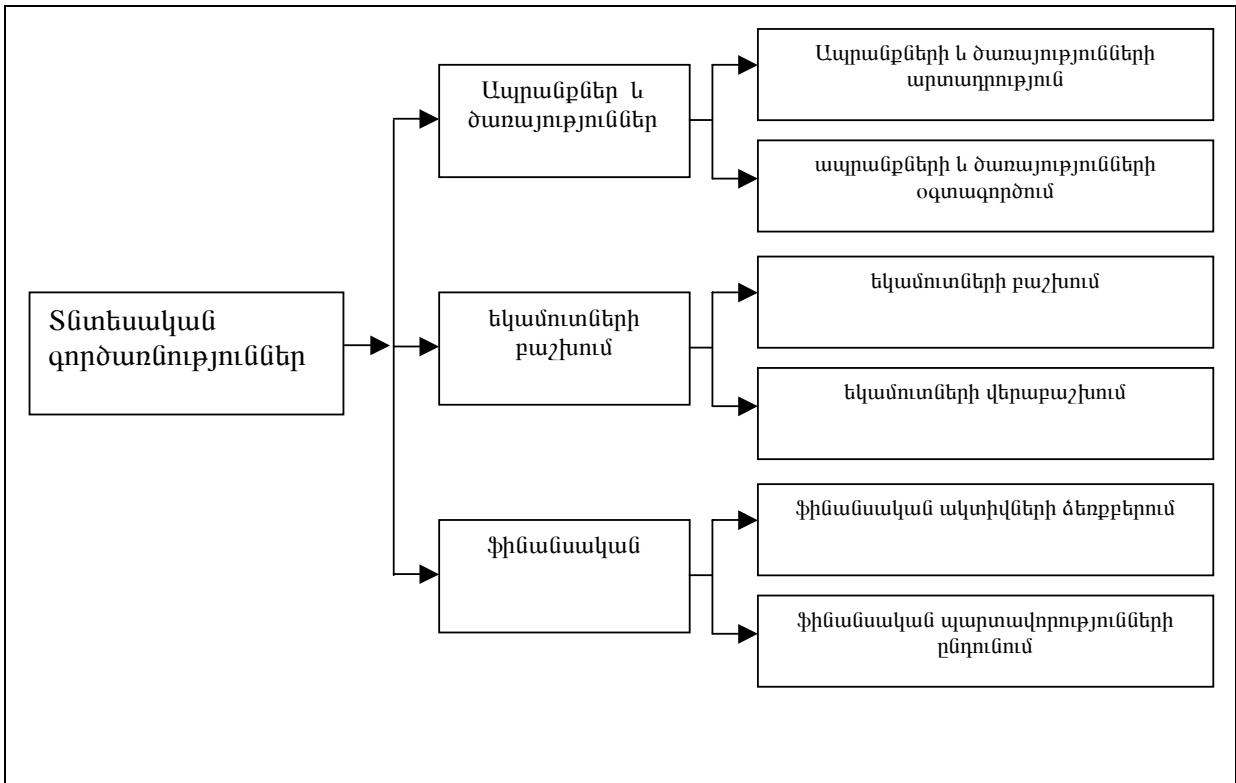 Տնտեսական
գործառնություններ
Ապրանքներ և
ծառայություններ
Ապրանքների և ծառայությունների
արտադրություն
ապրանքների և ծառայությունների
օգտագործում
եկամուտների
բաշխում
եկամուտների բաշխում
եկամուտների վերաբաշխում
ֆինանսական
ֆինանսական ակտիվների ձեռքբերում
ֆինանսական պարտավորությունների
ընդունում